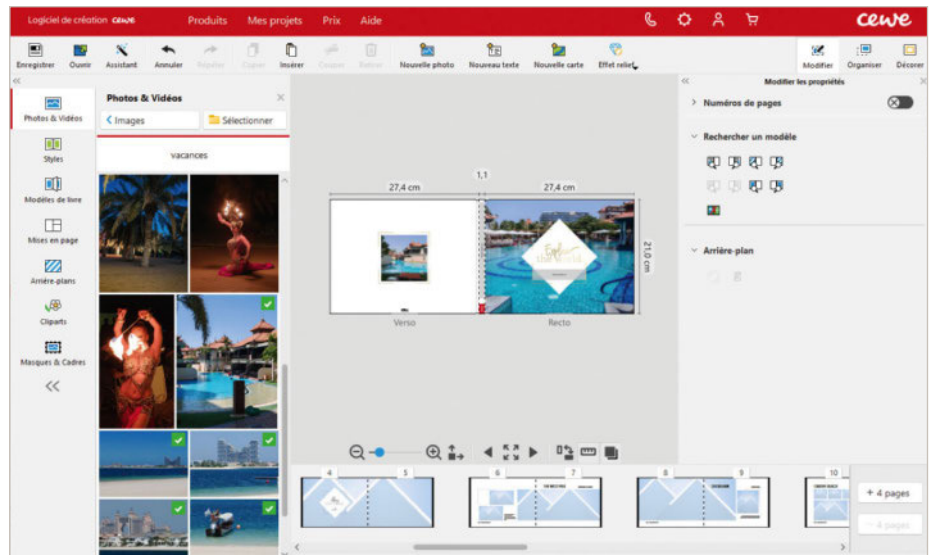 Logiciel de création cewe Produits Mes projets Prix Aide cewe
Enregistrer Ouvrir Assistant Annuler Répéter Copier Insérer Couper Retirer Nouvelle photo Nouveau texte Nouvelle carte Effet relief Modifier Organiser Décorer
Photos & Vidéos
Styles
Modèles de livre
Mises en page
Arrière-plans
Cliparts
Masques & Cadres
Photos & Vidéos
Images Sélectionner
vacances
1,1
27,4 cm 27,4 cm
Explore
the world
21,0 cm
Verso Recto
4 5 6 7 8 9 10
+ 4 pages
- 4 pages
Modifier les propriétés
Numéros de pages
Rechercher un modèle
Arrière-plan